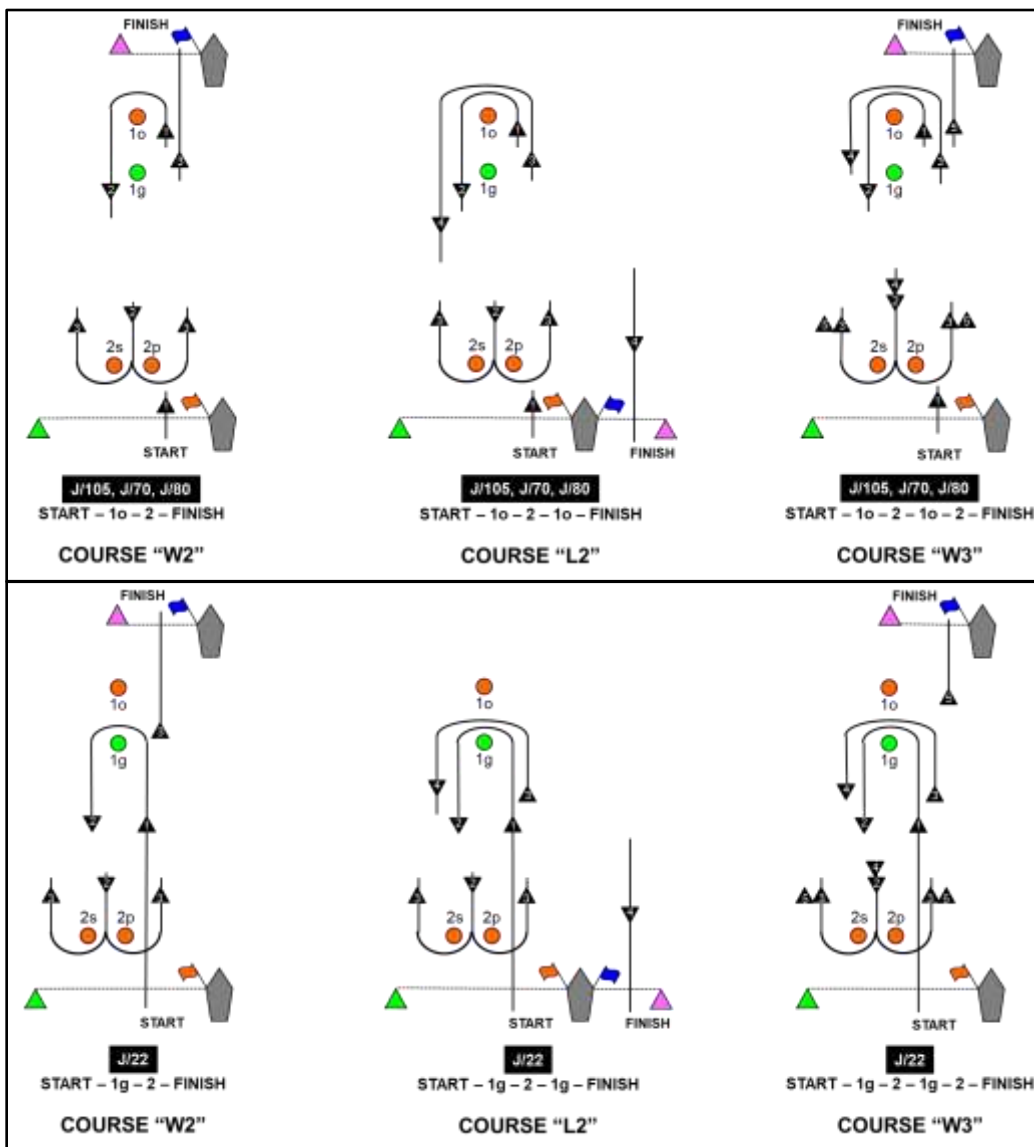 FINISH
1o
1g
2s 2p
START
J/105, J/70, J/80
START – 1o – 2 – FINISH
COURSE “W2”
1o
1g
2s 2p
START
FINISH
J/105, J/70, J/80
START – 1o – 2 – 1o – FINISH
COURSE “L2”
FINISH
1o
1g
2s 2p
START
J/105, J/70, J/80
START – 1o – 2 – 1o – 2 – FINISH
COURSE “W3”
FINISH
1o
1g
2s 2p
START
J/22
START – 1g – 2 – FINISH
COURSE “W2”
1o
1g
2s 2p
START
FINISH
J/22
START – 1g – 2 – 1g – FINISH
COURSE “L2”
FINISH
1o
1g
2s 2p
START
J/22
START – 1g – 2 – 1g – 2 – FINISH
COURSE “W3”